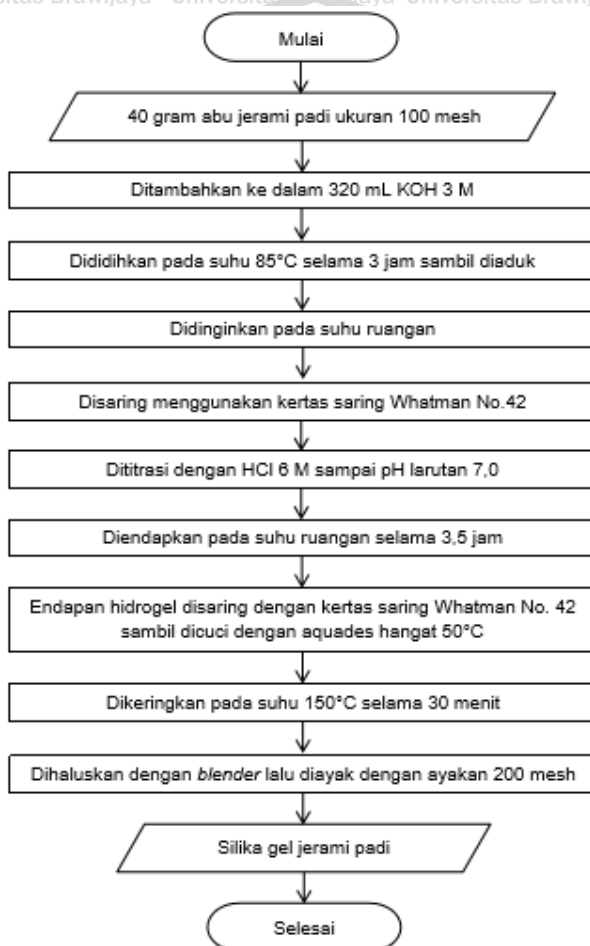 Mulai
40 gram abu jerami padi ukuran 100 mesh
Ditambahkan ke dalam 320 mL KOH 3 M
Dididihkan pada suhu 85°C selama 3 jam sambil diaduk
Didinginkan pada suhu ruangan
Disaring menggunakan kertas saring Whatman No.42
Dititrasi dengan HCl 6 M sampai pH larutan 7,0
Diendapkan pada suhu ruangan selama 3,5 jam
Endapan hidrogel disaring dengan kertas saring Whatman No. 42
sambil dicuci dengan aquades hangat 50°C
Dikeringkan pada suhu 150°C selama 30 menit
Dihaluskan dengan blender lalu diayak dengan ayakan 200 mesh
Silika gel jerami padi
Selesai